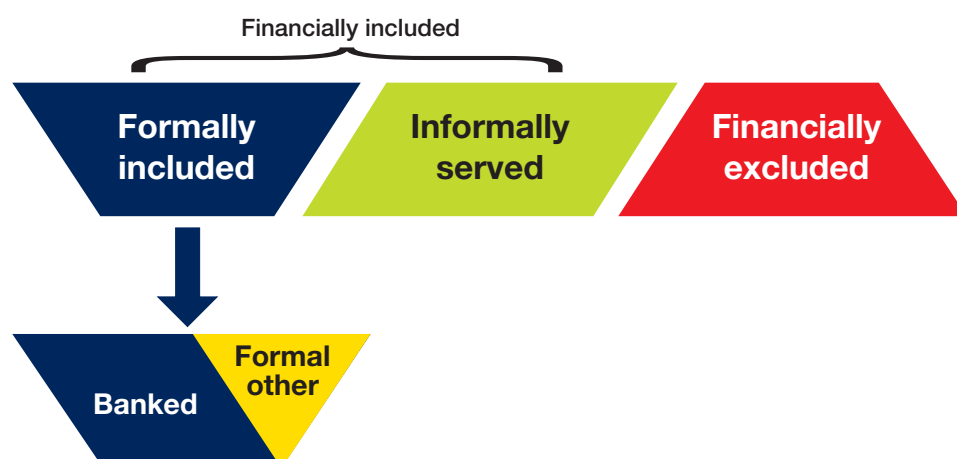 Financially included
Formally
included
Informally
served
Financially
excluded
Formal
other
Banked